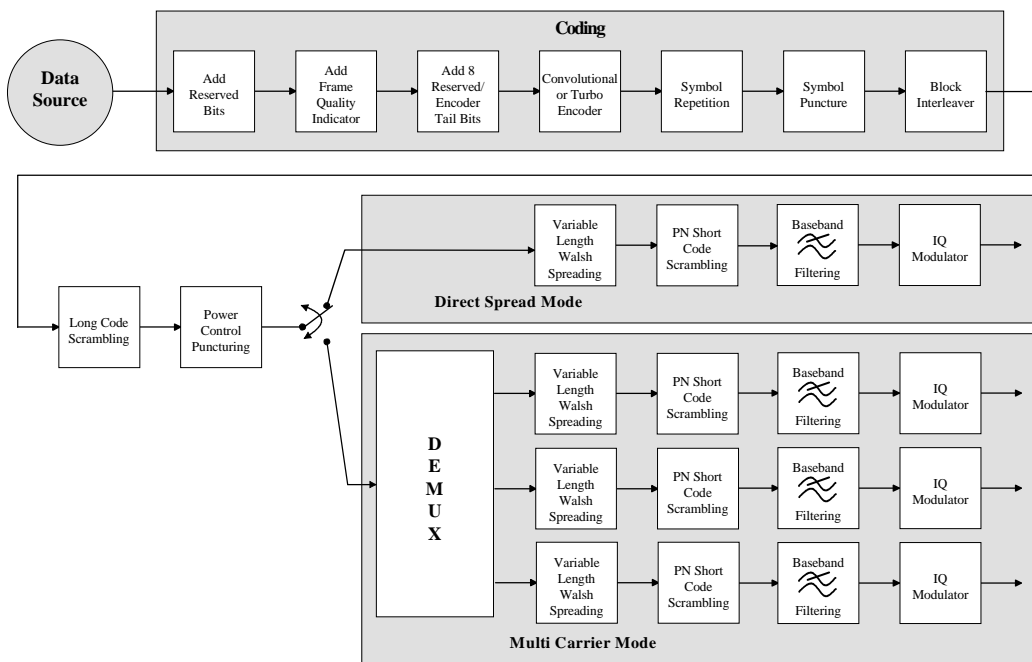 Coding
Data
Source
Add
Reserved
Bits
Add
Frame
Quality
Indicator
Add 8
Reserved/
Encoder
Tail Bits
Convolutional
or Turbo
Encoder
Symbol
Repetition
Symbol
Puncture
Block
Interleaver
Long Code
Scrambling
Power
Control
Puncturing
Variable
Length
Walsh
Spreading
PN Short
Code
Scrambling
Baseband
Filtering
IQ
Modulator
Direct Spread Mode
D
E
M
U
X
Variable
Length
Walsh
Spreading
PN Short
Code
Scrambling
Baseband
Filtering
IQ
Modulator
Variable
Length
Walsh
Spreading
PN Short
Code
Scrambling
Baseband
Filtering
IQ
Modulator
Variable
Length
Walsh
Spreading
PN Short
Code
Scrambling
Baseband
Filtering
IQ
Modulator
Multi Carrier Mode